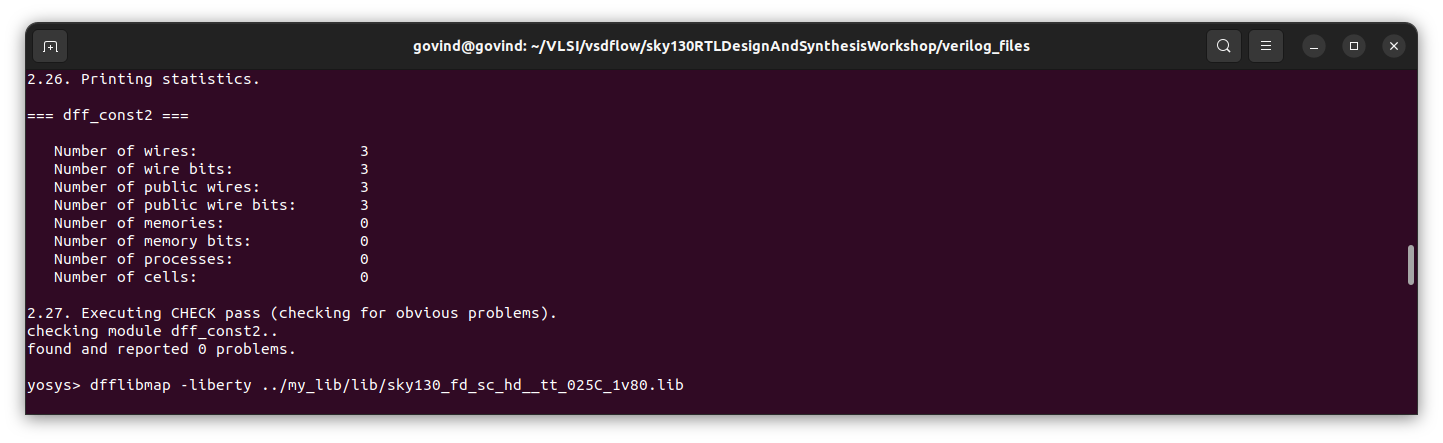 govind@govind: ~/VLSI/vsdflow/sky130RTLDesignAndSynthesisWorkshop/verilog_files
2.26. Printing statistics.
=== dff_const2 ===
Number of wires: 3
Number of wire bits: 3
Number of public wires: 3
Number of public wire bits: 3
Number of memories: 0
Number of memory bits: 0
Number of processes: 0
Number of cells: 0
2.27. Executing CHECK pass (checking for obvious problems).
checking module dff_const2..
found and reported 0 problems.
yosys> dfflibmap -liberty ../my_lib/lib/sky130_fd_sc_hd__tt_025C_1v80.lib